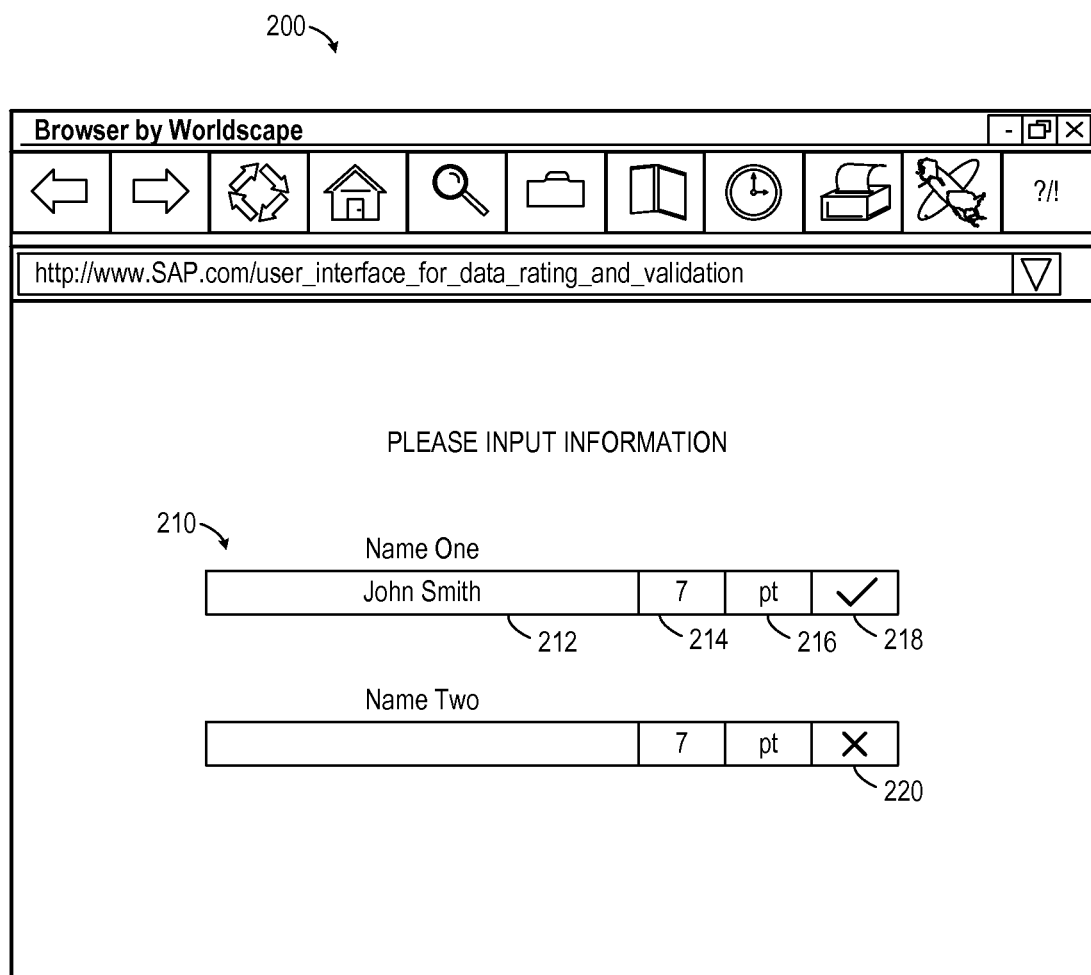 200
Browser by Worldscape
?/!
http://www.SAP.com/user_interface_for_data_rating_and_validation
PLEASE INPUT INFORMATION
210
Name One
John Smith 7 pt
212 214 216 218
Name Two
7 pt
220